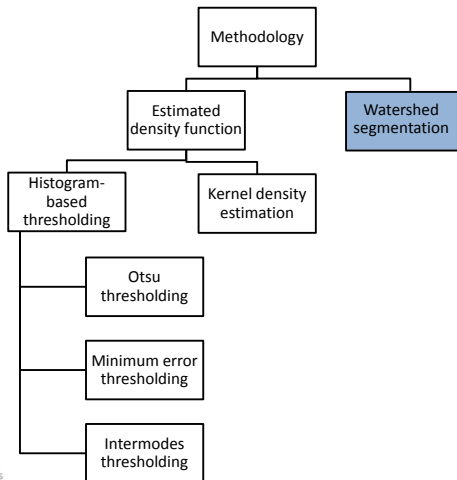 Methodology
Estimated
density function
Watershed
segmentation
Histogram-
based
thresholding
Kernel density
estimation
Otsu
thresholding
Minimum error
thresholding
Intermodes
thresholding